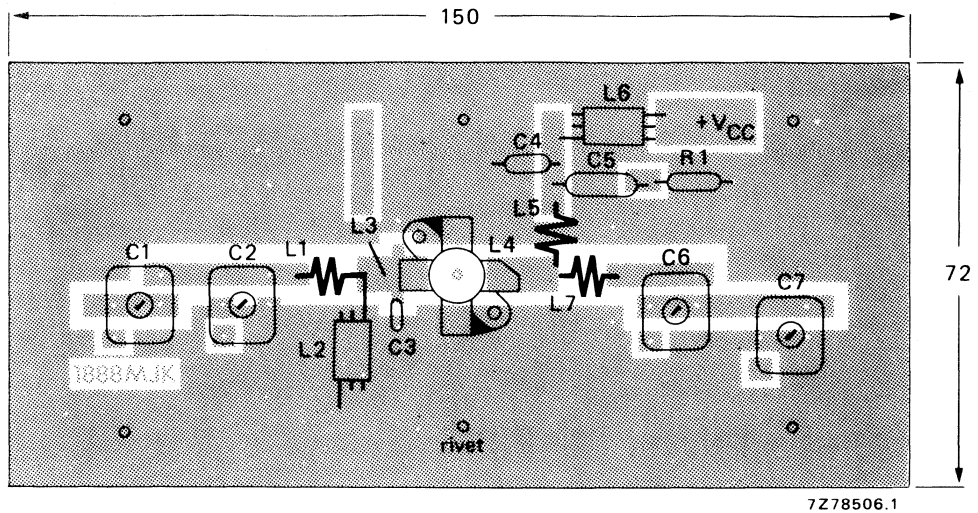 150
L6
+VCC
C4
C5
R1
L5
L3
L4
C1
C2
L1
C6
C7
72
L7
L2
C3
1888MJK
rivet
7Z78506.1